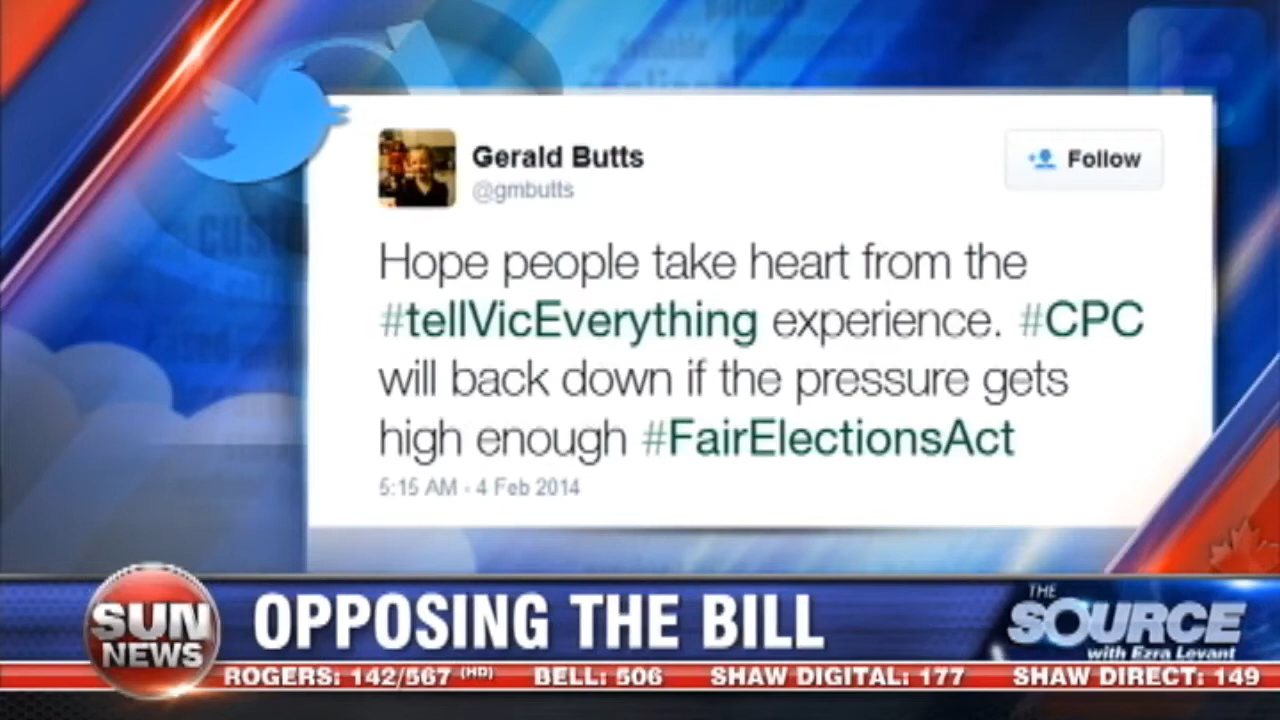 Gerald Butts
@gmbutts
Follow
Hope people take heart from the
#tellVicEverything experience. #CPC
will back down if the pressure gets
high enough #FairElectionsAct
5:15 AM - 4 Feb 2014
SUN
NEWS
OPPOSING THE BILL
THE
SOURCE
with Ezra Levant
ROGERS: 142/567 (HD) BELL: 506 SHAW DIGITAL: 177 SHAW DIRECT: 149